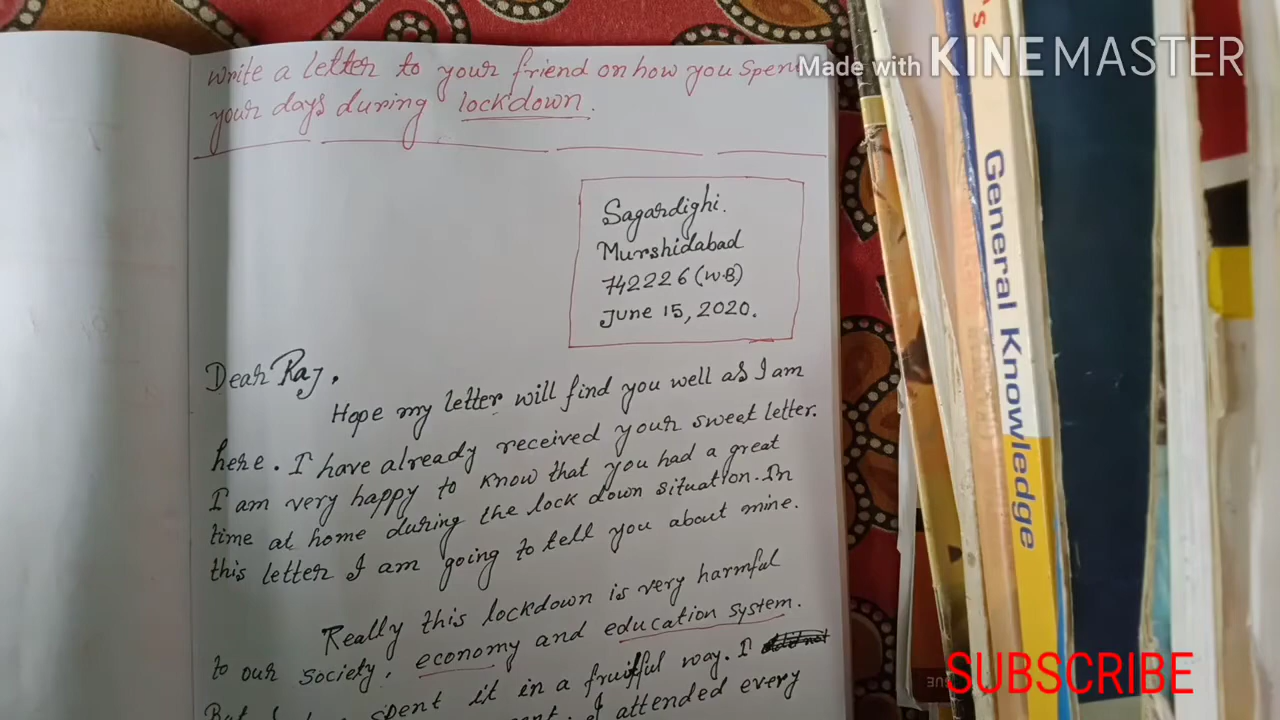 Made with KINEMASTER
write a letter to your friend on how you spend
your days during lockdown.
Sagardighi.
Murshidabad
742226 (W.B)
June 15, 2020.
Dear Raj,
Hope my letter will find you well as I am
here. I have already received your sweet letter.
I am very happy to know that you had a great
time at home during the lock down situation. In
this letter I am going to tell you about mine.
Really this lockdown is very harmful
to our society, economy and education system.
But I spent it in a fruitful way. I
I attended every
General Knowledge
SUBSCRIBE